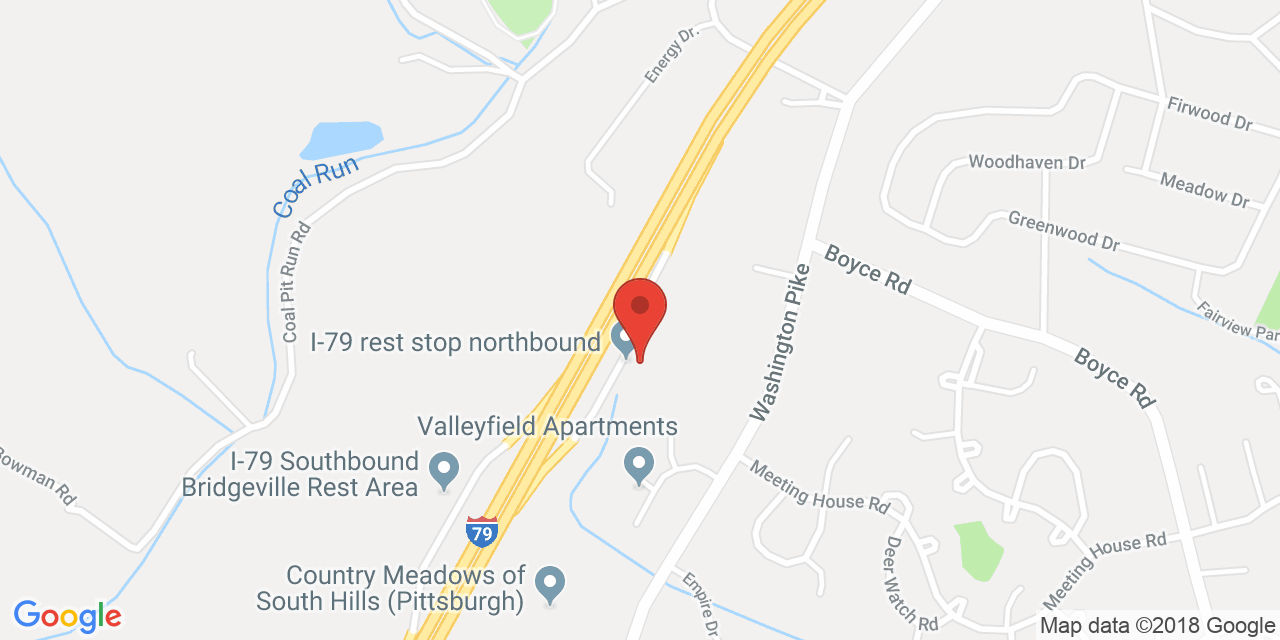 Energy Dr.
Firwood Dr
Woodhaven Dr
Meadow Dr
Coal Run
Greenwood Dr
Coal Pit Run Rd
Boyce Rd
Washington Pike
Fairview Par
I-79 rest stop northbound
Boyce Rd
Valleyfield Apartments
I-79 Southbound
Bridgeville Rest Area
Bowman Rd
Meeting House Rd
79
Deer Watch Rd
Meeting House Rd
Country Meadows of
South Hills (Pittsburgh)
Empire Dr
Google
Map data ©2018 Google